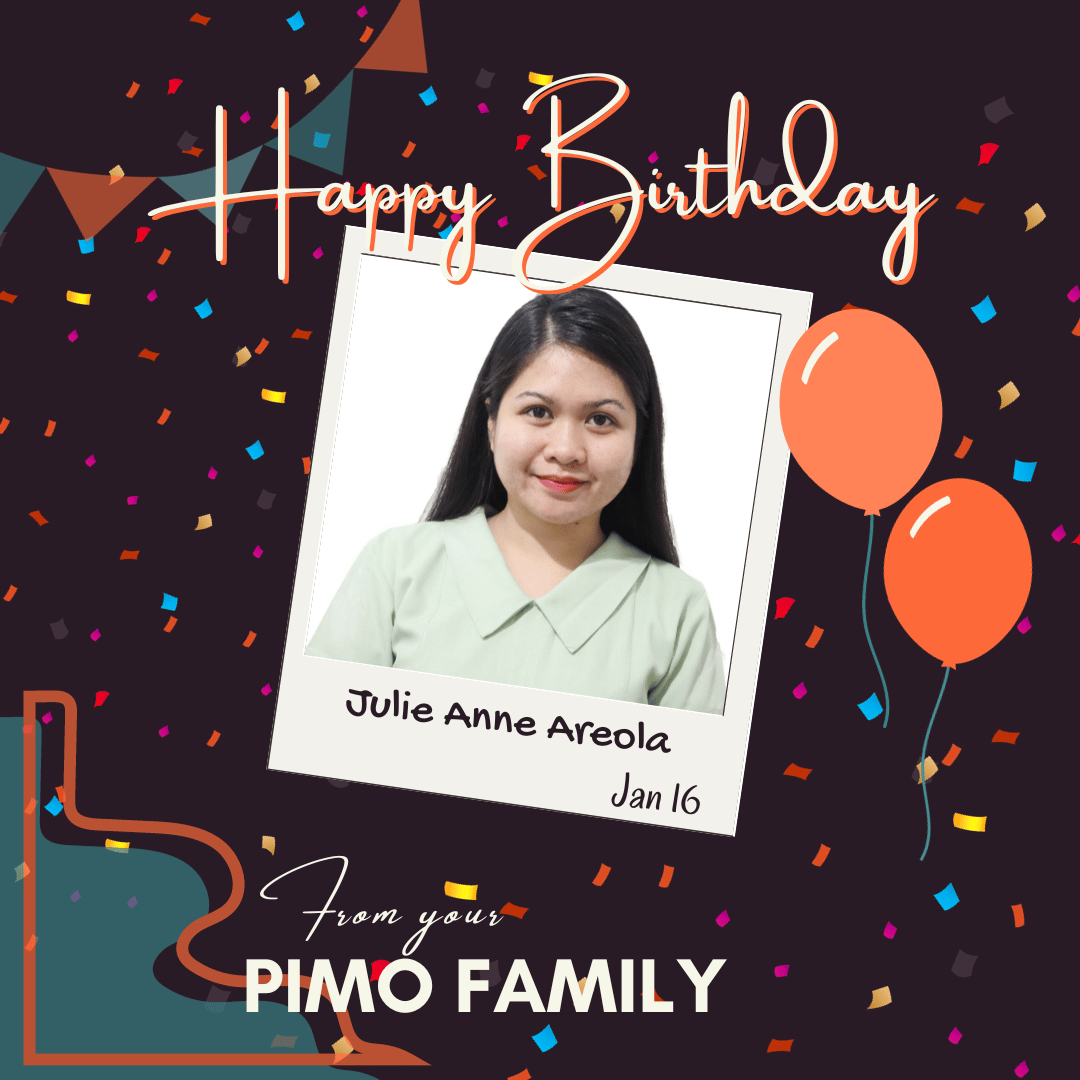 Happy Birthday
Julie Anne Areola
Jan 16
From your
PIMO FAMILY